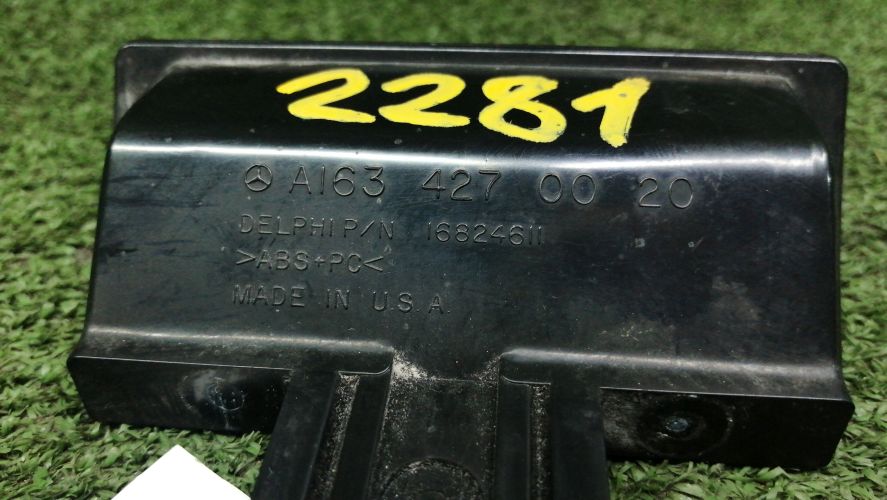 2281
A163 427 00 20
DELPHI P/N 16824611
>ABS+PC<
MADE IN U.S.A.